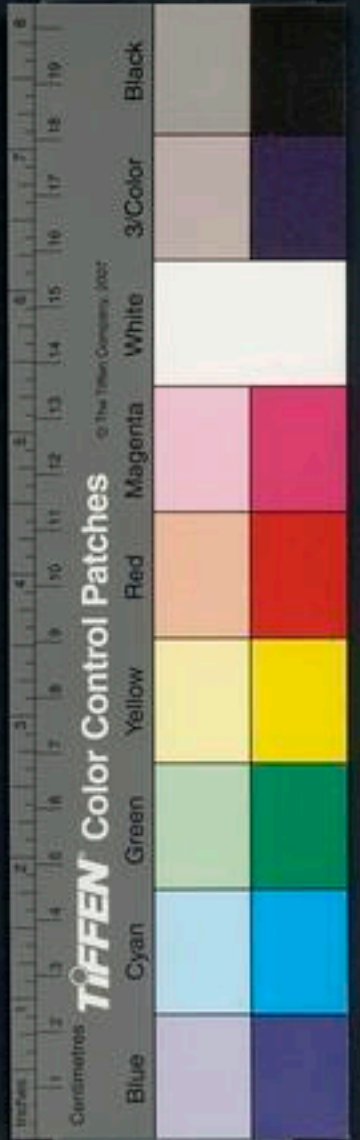 Inches 1 2 3 4 5 6 7 8
Centimetres 1 2 3 4 5 6 7 8 9 10 11 12 13 14 15 16 17 18 19
TIFFEN Color Control Patches
© The Tiffen Company, 2007
Blue Cyan Green Yellow Red Magenta White 3/Color Black